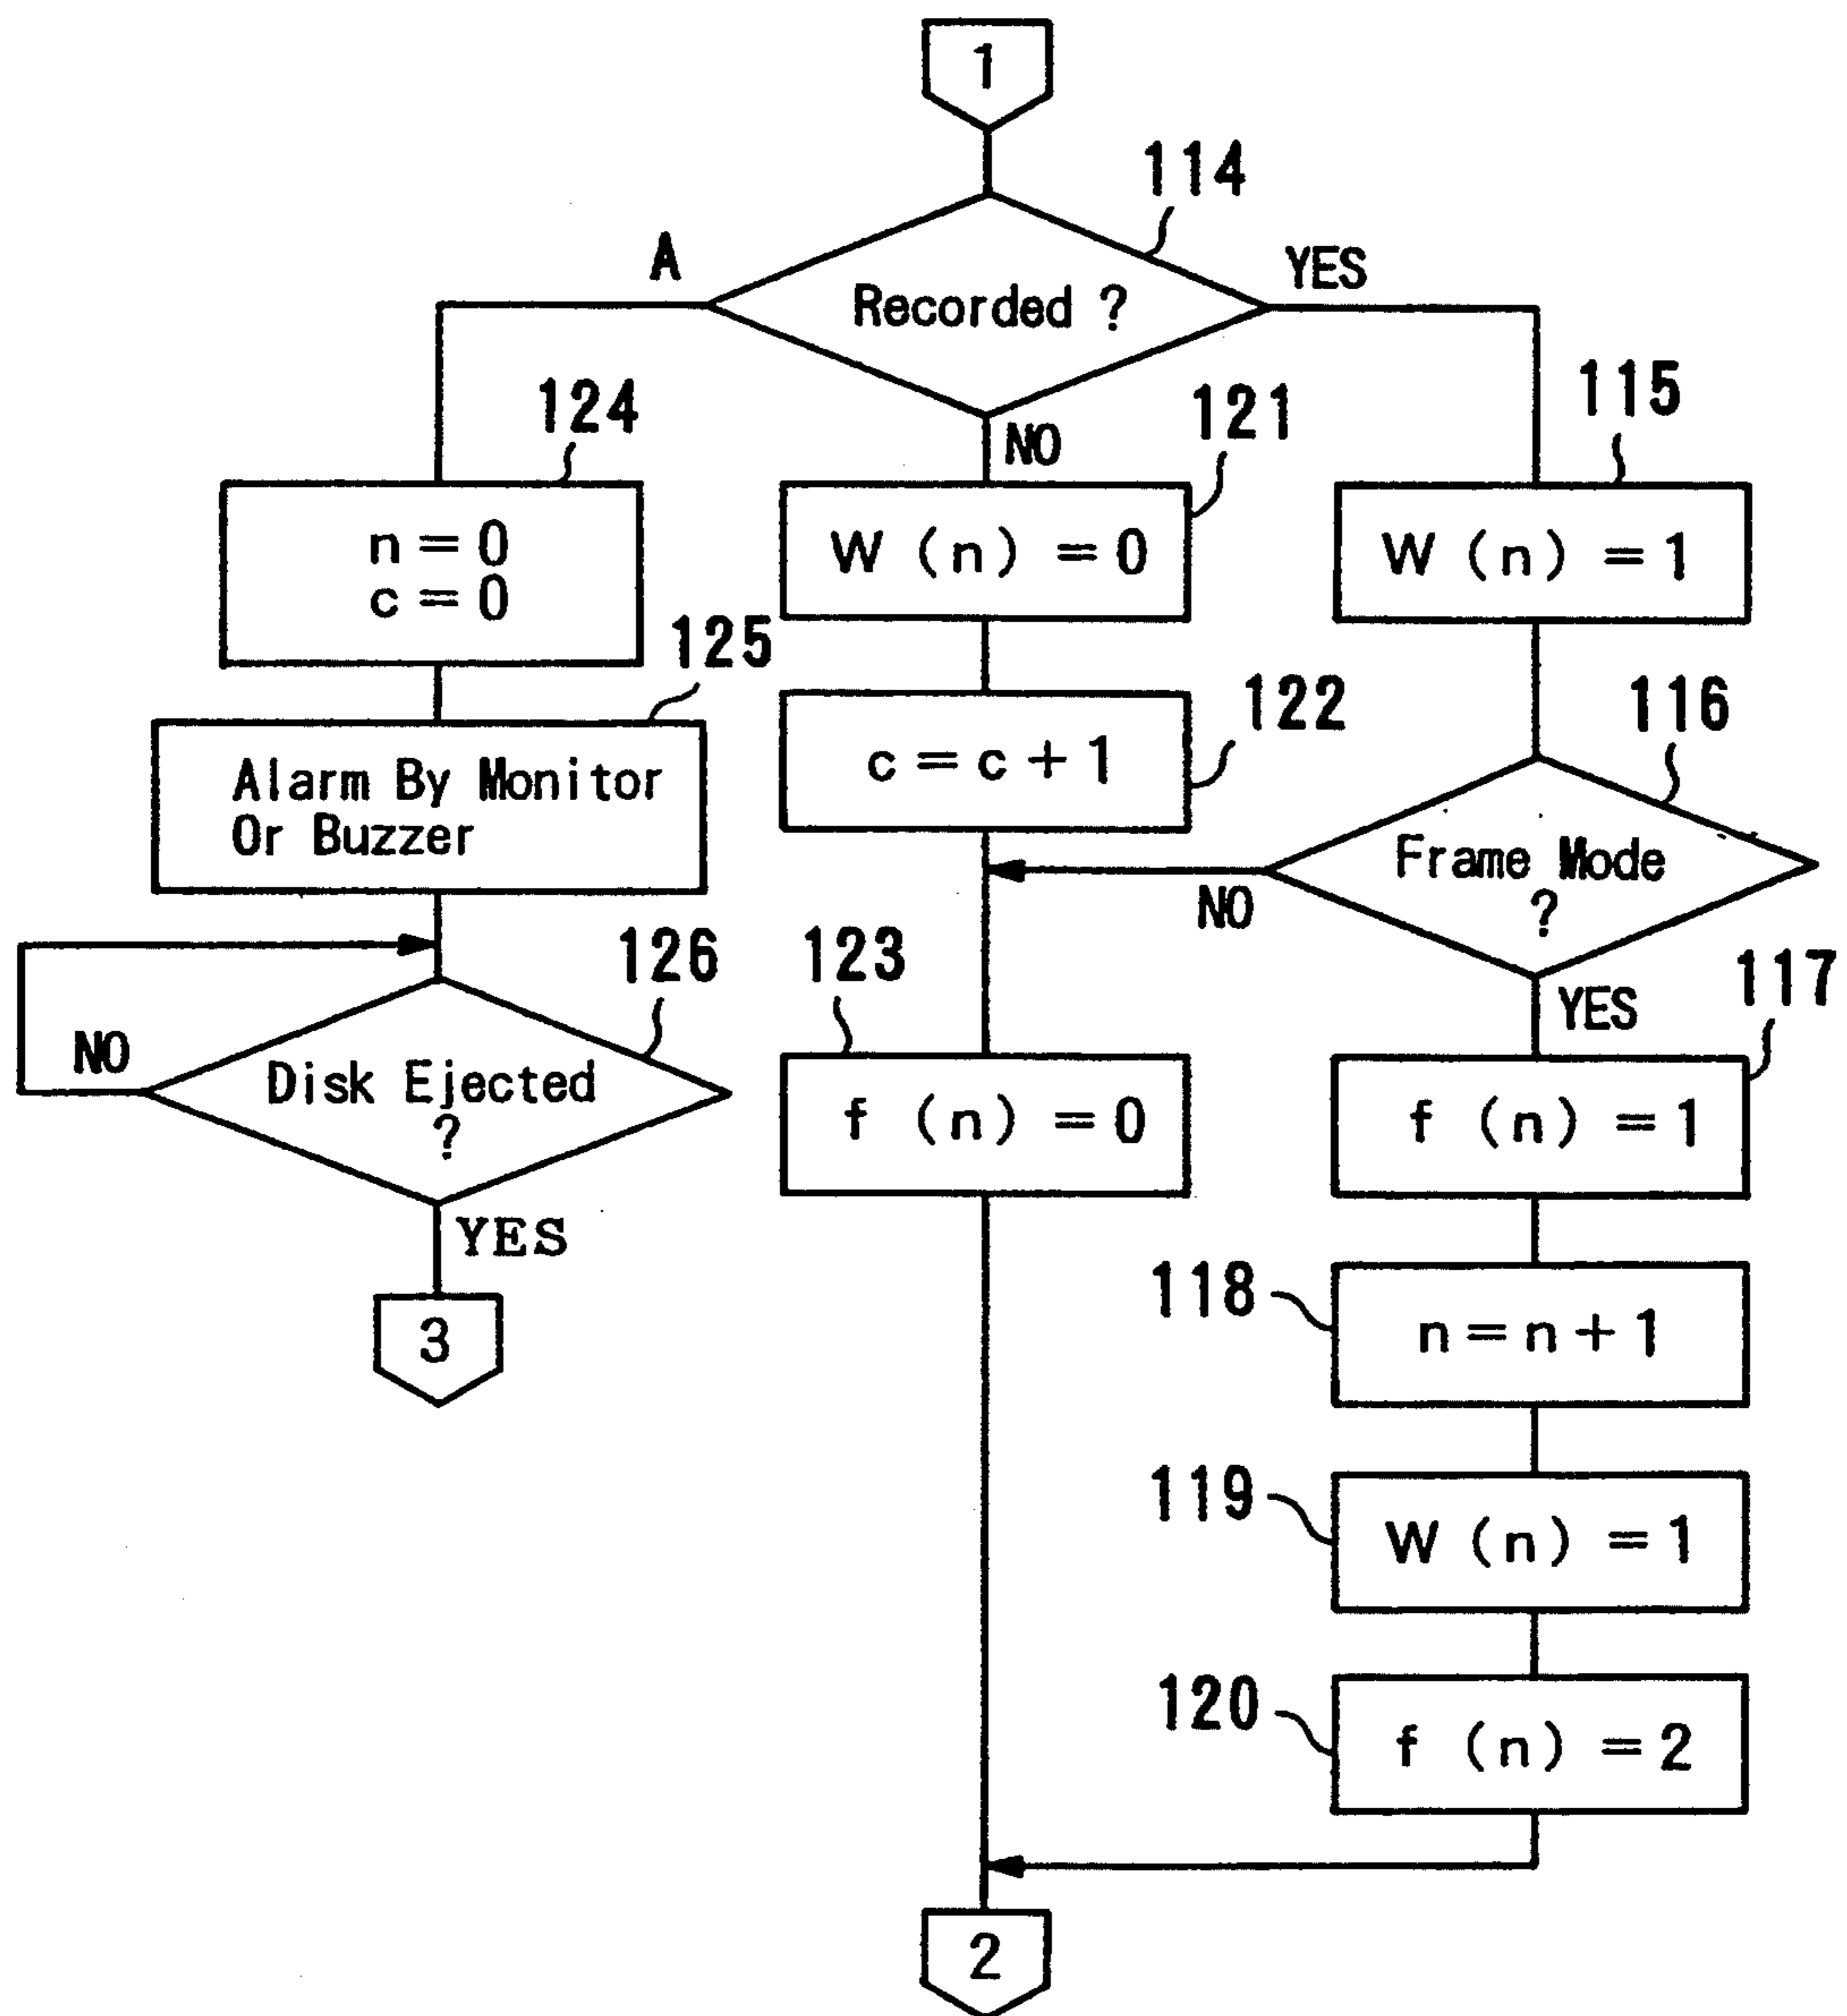 1
114
A
YES
Recorded ?
124
NO
121
115
n = 0
c = 0
W (n) = 0
W (n) = 1
125
122
116
Alarm By Monitor
Or Buzzer
c = c + 1
Frame Mode
?
NO
126
123
117
NO
Disk Ejected
?
YES
f (n) = 0
f (n) = 1
YES
118
n = n + 1
3
119
W (n) = 1
120
f (n) = 2
2